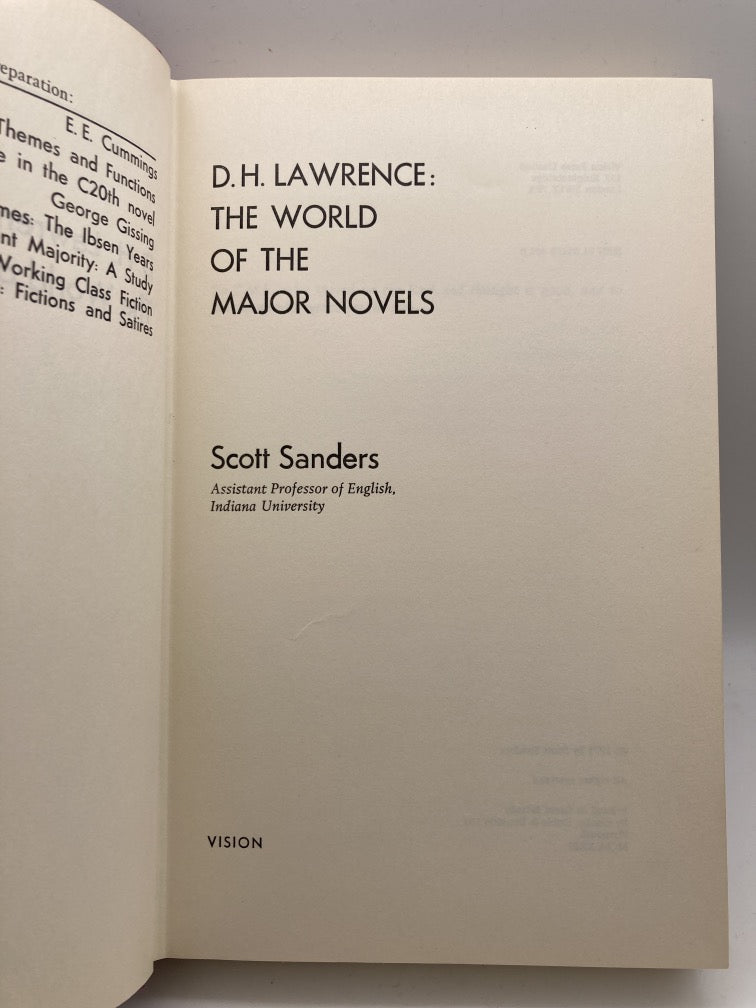 eparation:
E. E. Cummings
Themes and Functions
e in the C20th novel
George Gissing
mes: The Ibsen Years
nt Majority: A Study
Working Class Fiction
: Fictions and Satires
D.H. LAWRENCE:
THE WORLD
OF THE
MAJOR NOVELS
Scott Sanders
Assistant Professor of English,
Indiana University
VISION